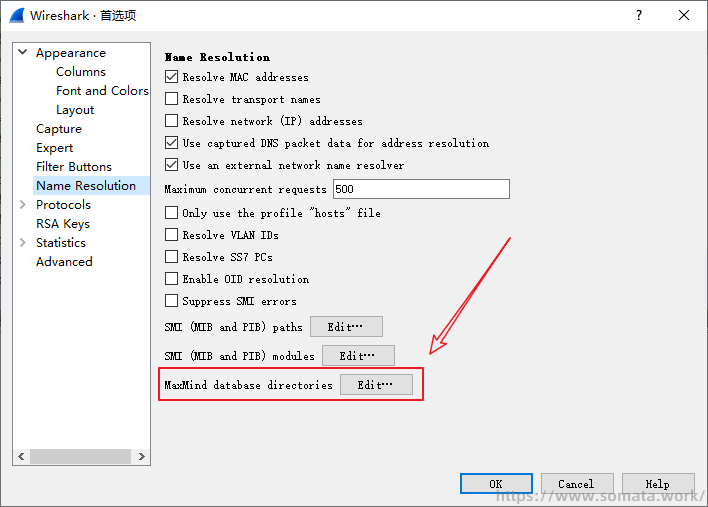 Wireshark · 首选项
Appearance
Columns
Font and Colors
Layout
Capture
Expert
Filter Buttons
Name Resolution
Protocols
RSA Keys
Statistics
Advanced
Name Resolution
Resolve MAC addresses
Resolve transport names
Resolve network (IP) addresses
Use captured DNS packet data for address resolution
Use an external network name resolver
Maximum concurrent requests 500
Only use the profile "hosts" file
Resolve VLAN IDs
Resolve SS7 PCs
Enable OID resolution
Suppress SMI errors
SMI (MIB and PIB) paths Edit…
SMI (MIB and PIB) modules Edit…
MaxMind database directories Edit…
OK Cancel Help
https://www.somata.work/